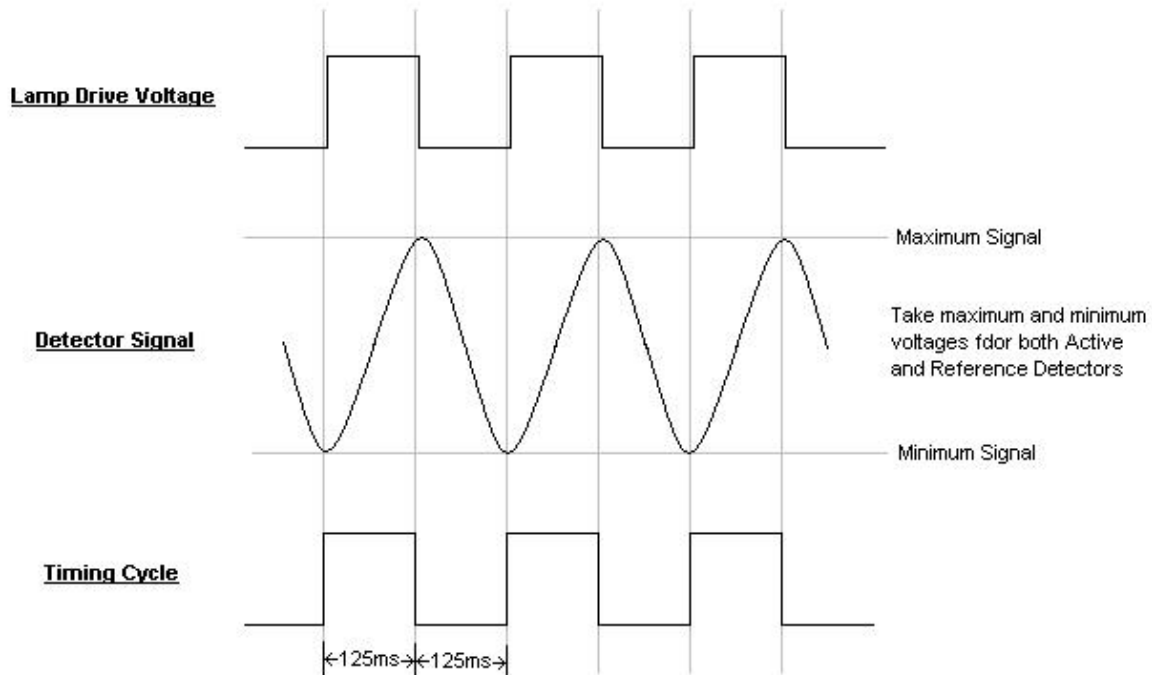 Lamp Drive Voltage
Maximum Signal
Detector Signal
Take maximum and minimum
voltages fdor both Active
and Reference Detectors
Minimum Signal
Timing Cycle
125ms
125ms